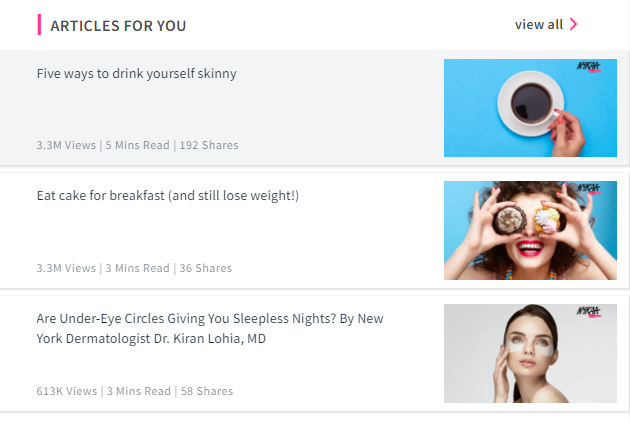 ARTICLES FOR YOU
view all
Five ways to drink yourself skinny
3.3M Views | 5 Mins Read | 192 Shares
NYKAA
Eat cake for breakfast (and still lose weight!)
3.3M Views | 3 Mins Read | 36 Shares
NYKAA
Are Under-Eye Circles Giving You Sleepless Nights? By New
York Dermatologist Dr. Kiran Lohia, MD
613K Views | 3 Mins Read | 58 Shares
NYKAA